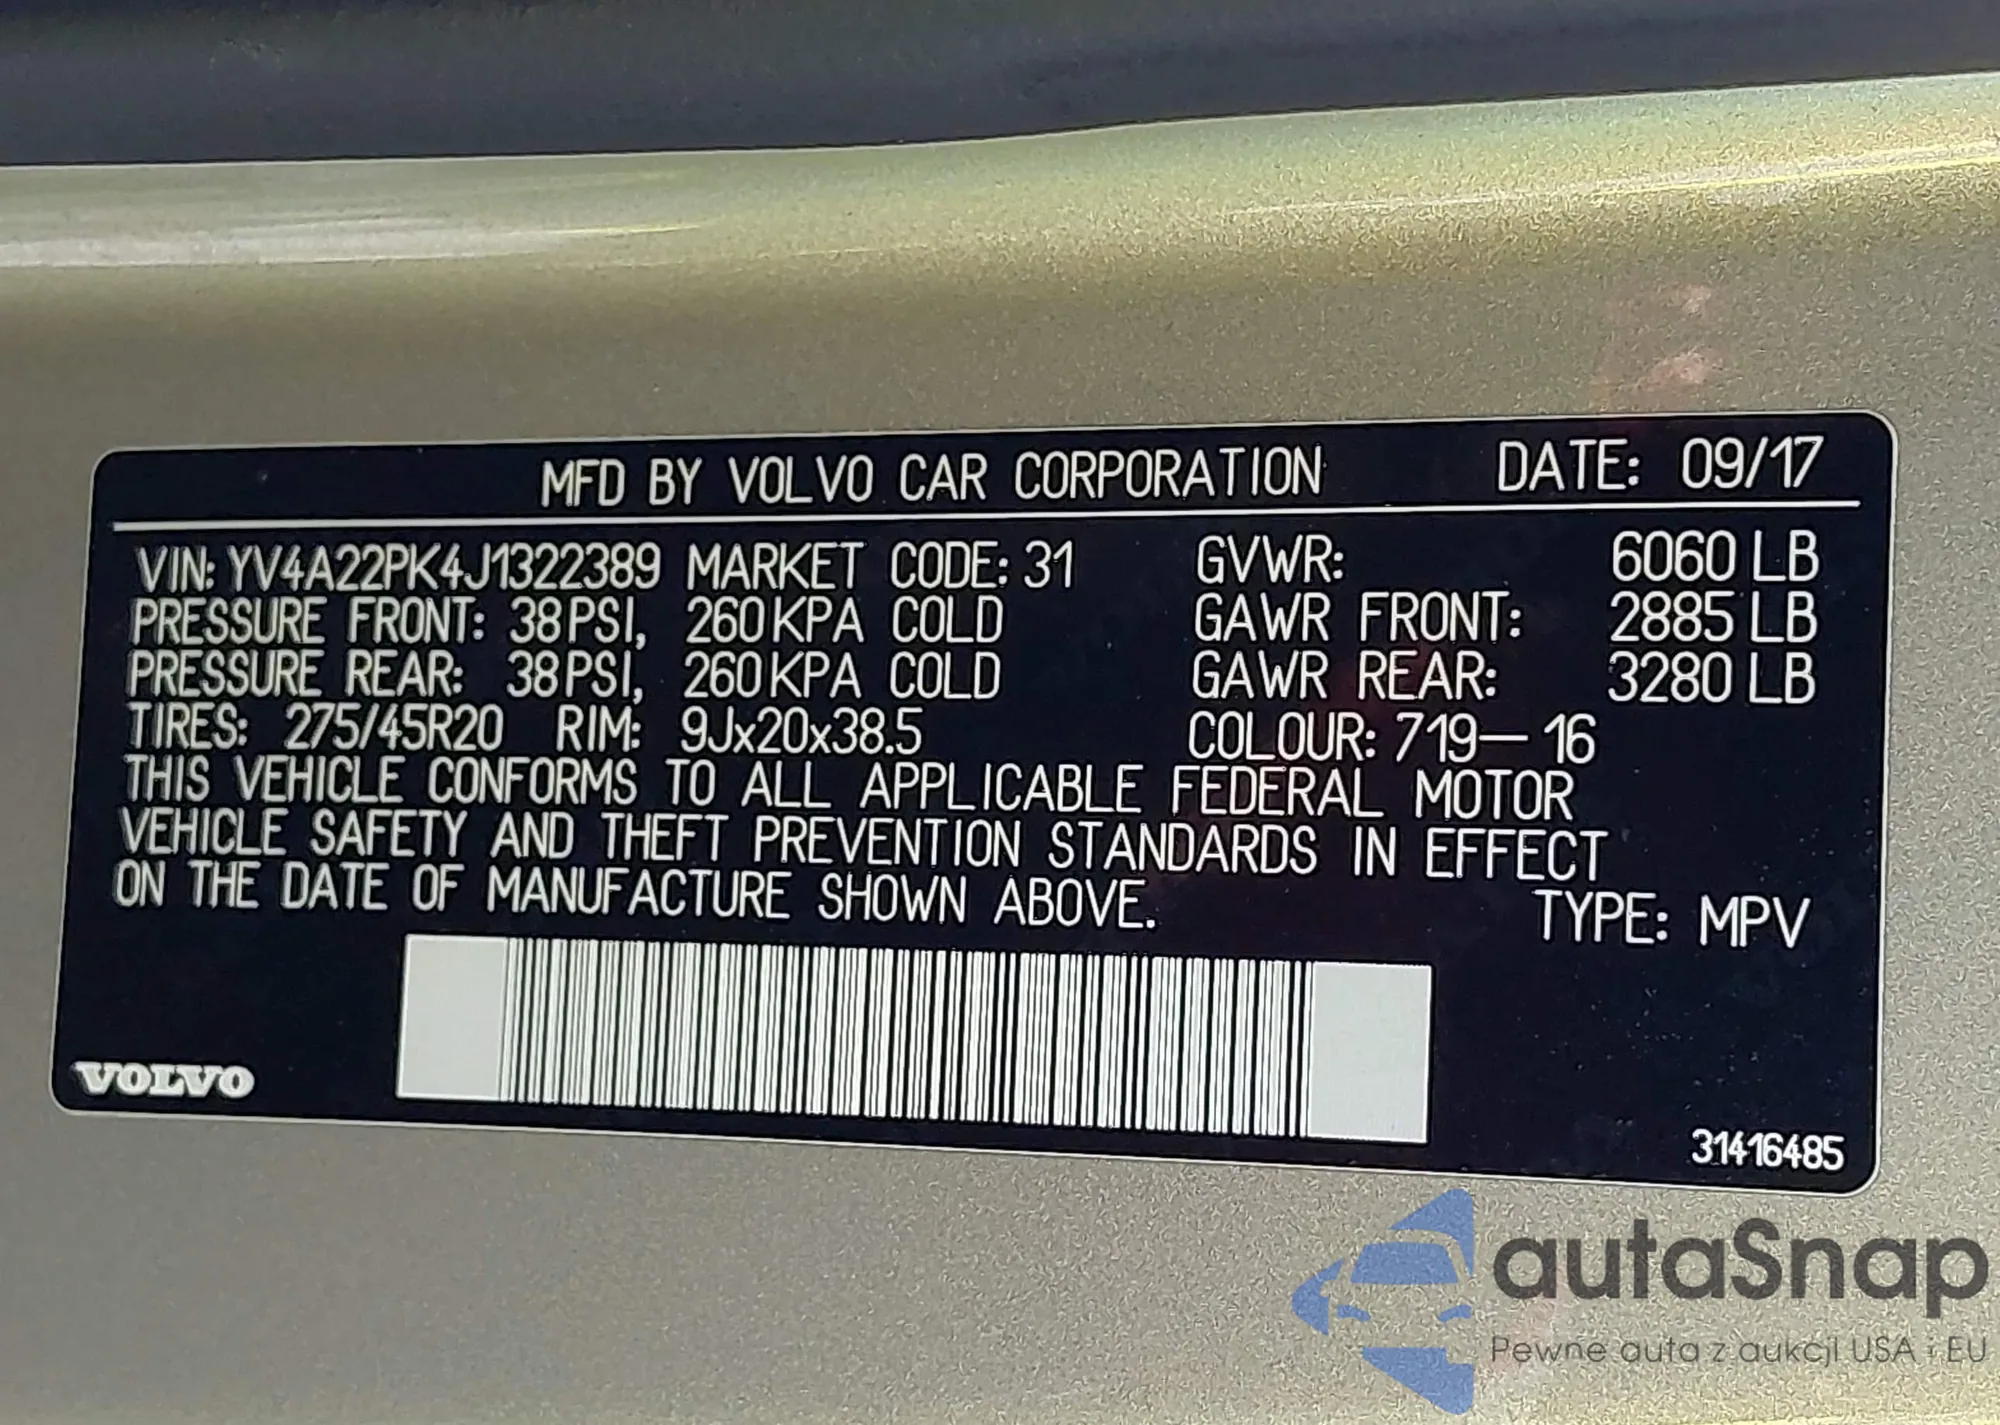 MFD BY VOLVO CAR CORPORATION DATE: 09/17
VIN: YV4A22PK4J1322389 MARKET CODE: 31 GVWR: 6060 LB
PRESSURE FRONT: 38 PSI, 260 KPA COLD GAWR FRONT: 2885 LB
PRESSURE REAR: 38 PSI, 260 KPA COLD GAWR REAR: 3280 LB
TIRES: 275/45R20 RIM: 9Jx20x38.5 COLOUR: 719-16
THIS VEHICLE CONFORMS TO ALL APPLICABLE FEDERAL MOTOR
VEHICLE SAFETY AND THEFT PREVENTION STANDARDS IN EFFECT
ON THE DATE OF MANUFACTURE SHOWN ABOVE.
TYPE: MPV
VOLVO
31416485
autaSnap
Pewne auta z aukcji USA i EU